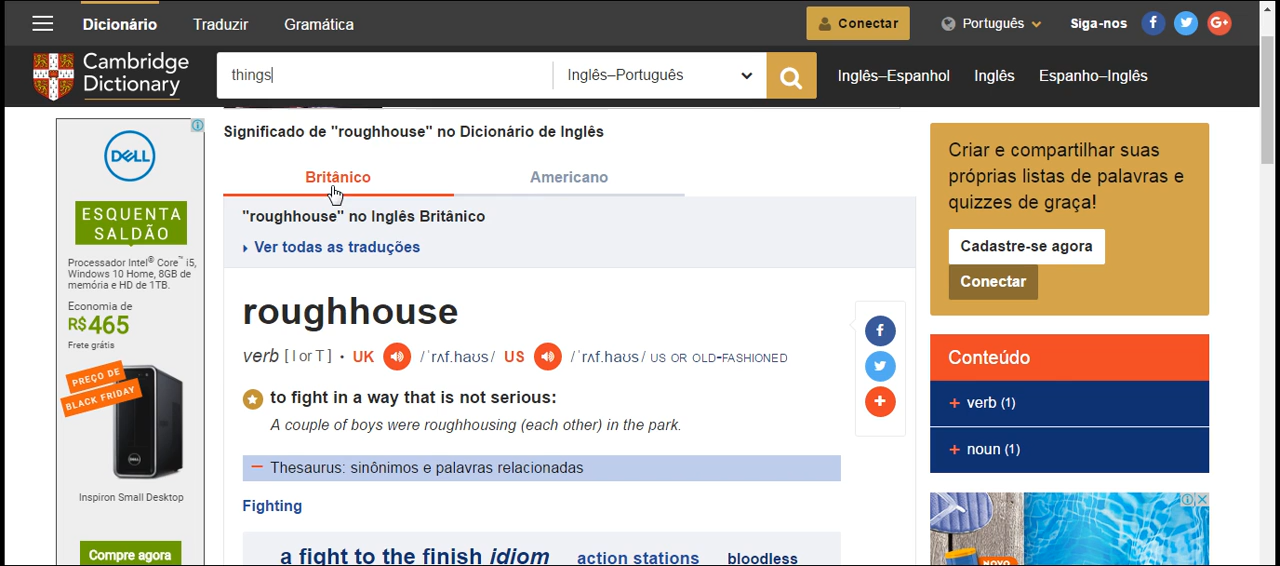 Dicionário Traduzir Gramática Conectar Português Siga-nos
Cambridge
Dictionary
things Inglês–Português Inglês–Espanhol Inglês Espanho–Inglês
Significado de "roughhouse" no Dicionário de Inglês
Britânico Americano
"roughhouse" no Inglês Britânico
Ver todas as traduções
roughhouse
verb [ I or T ] • UK /ˈrʌf.haʊs/ US /ˈrʌf.haʊs/ US OR OLD-FASHIONED
to fight in a way that is not serious:
A couple of boys were roughhousing (each other) in the park.
Thesaurus: sinônimos e palavras relacionadas
Fighting
a fight to the finish idiom action stations bloodless
DELL
ESQUENTA
SALDÃO
Processador Intel® Core™ i5,
Windows 10 Home, 8GB de
memória e HD de 1TB.
Economia de
R$465
Frete grátis
PREÇO DE
BLACK FRIDAY
DELL
Inspiron Small Desktop
Compre agora
Criar e compartilhar suas
próprias listas de palavras e
quizzes de graça!
Cadastre-se agora
Conectar
Conteúdo
+ verb (1)
+ noun (1)
NOVO